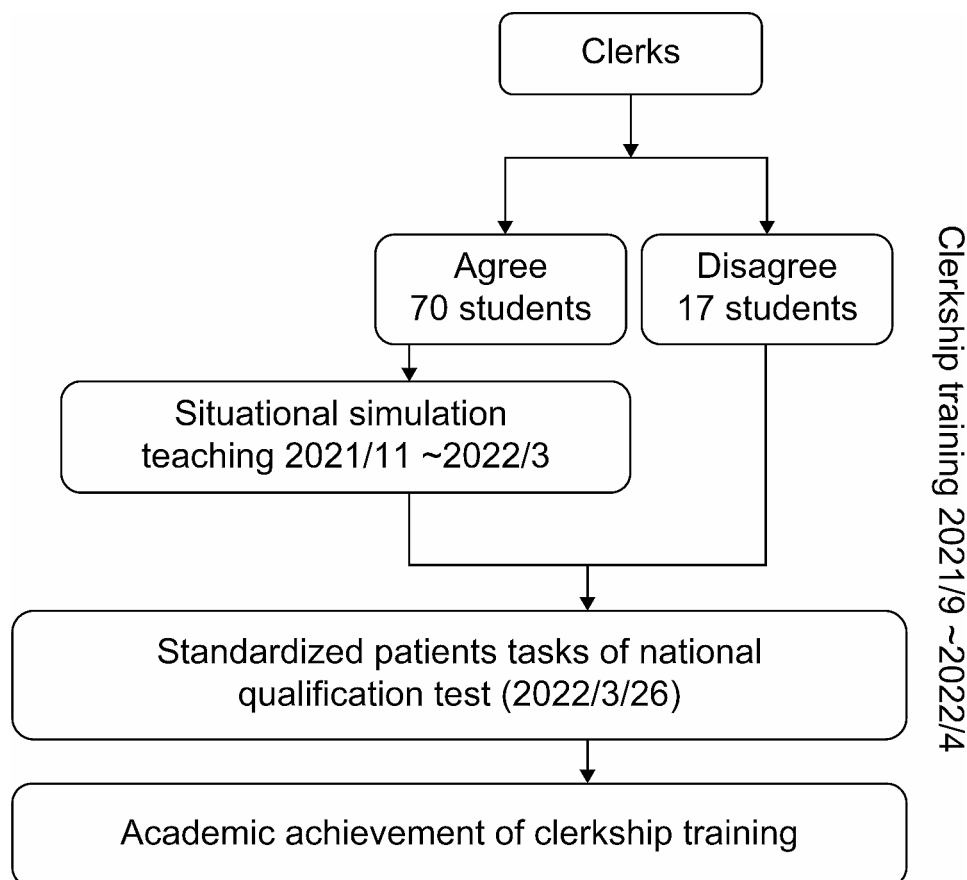 Clerks
Agree
70 students
Disagree
17 students
Situational simulation
teaching 2021/11 ~2022/3
Standardized patients tasks of national
qualification test (2022/3/26)
Academic achievement of clerkship training
Clerkship training 2021/9 ~2022/4